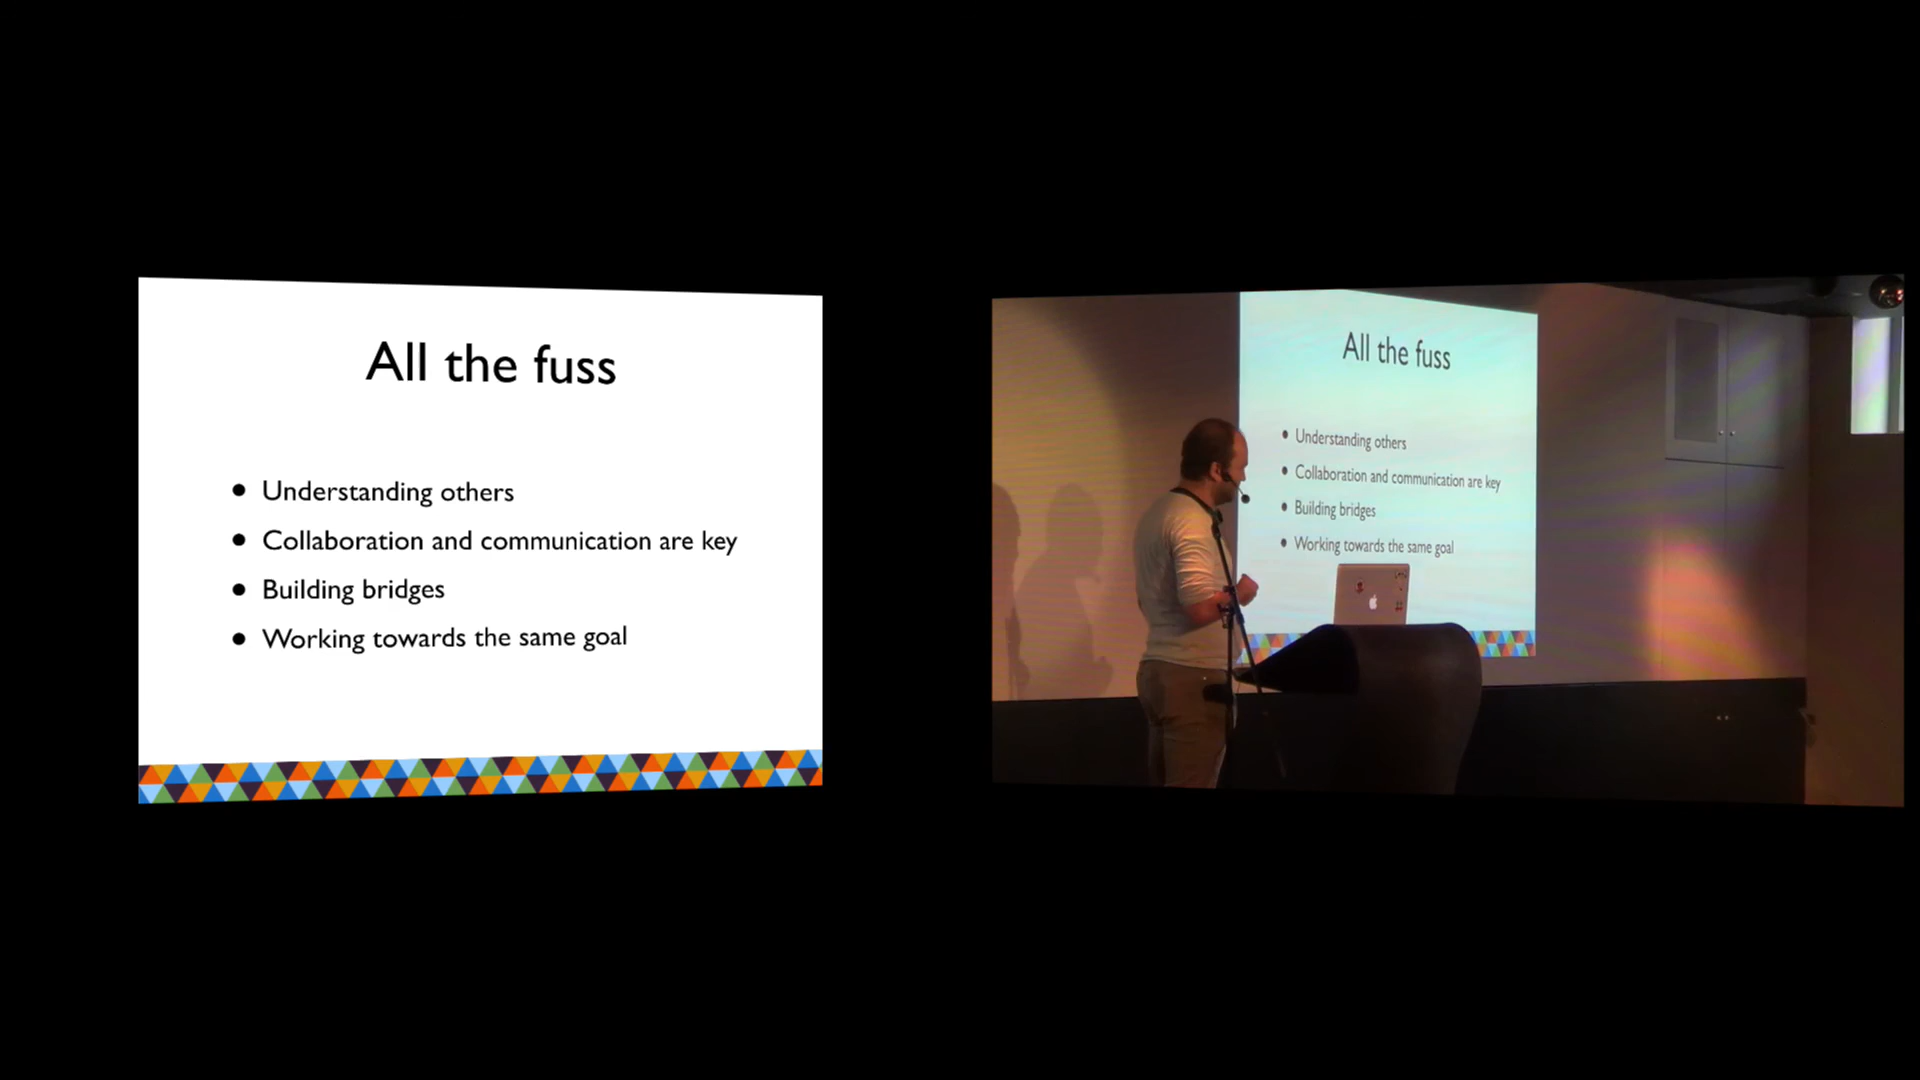 All the fuss
• Understanding others
• Collaboration and communication are key
• Building bridges
• Working towards the same goal
All the fuss
• Understanding others
• Collaboration and communication are key
• Building bridges
• Working towards the same goal